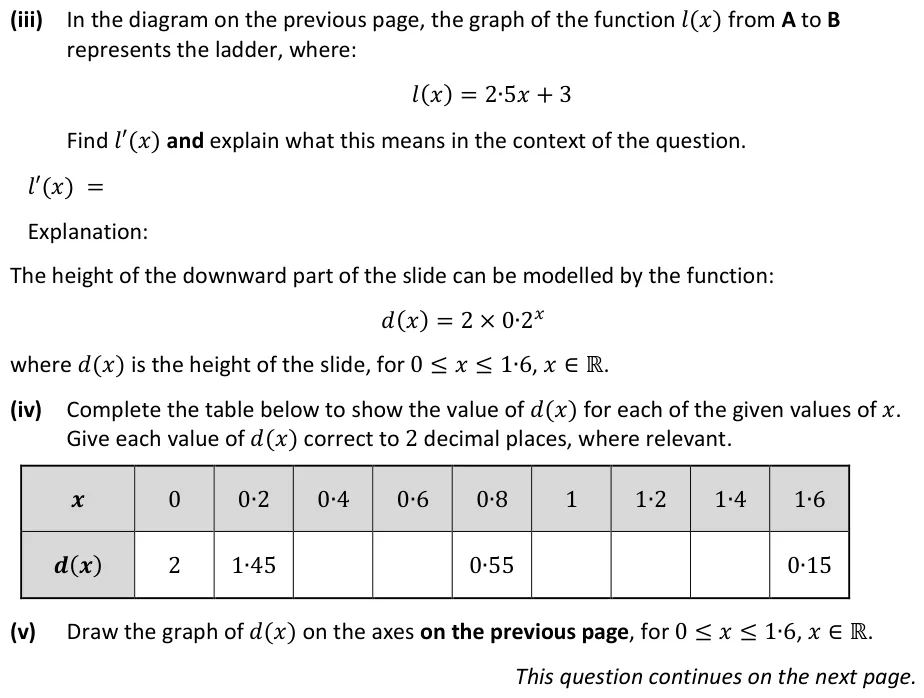 (iii) In the diagram on the previous page, the graph of the function l(x) from A to B
represents the ladder, where:
l(x) = 2·5x + 3
Find l′(x) and explain what this means in the context of the question.
l′(x) =
Explanation:
The height of the downward part of the slide can be modelled by the function:
d(x) = 2 × 0·2ˣ
where d(x) is the height of the slide, for 0 ≤ x ≤ 1·6, x ∈ ℝ.
(iv) Complete the table below to show the value of d(x) for each of the given values of x.
Give each value of d(x) correct to 2 decimal places, where relevant.
x 0 0·2 0·4 0·6 0·8 1 1·2 1·4 1·6
d(x) 2 1·45 0·55 0·15
(v) Draw the graph of d(x) on the axes on the previous page, for 0 ≤ x ≤ 1·6, x ∈ ℝ.
This question continues on the next page.